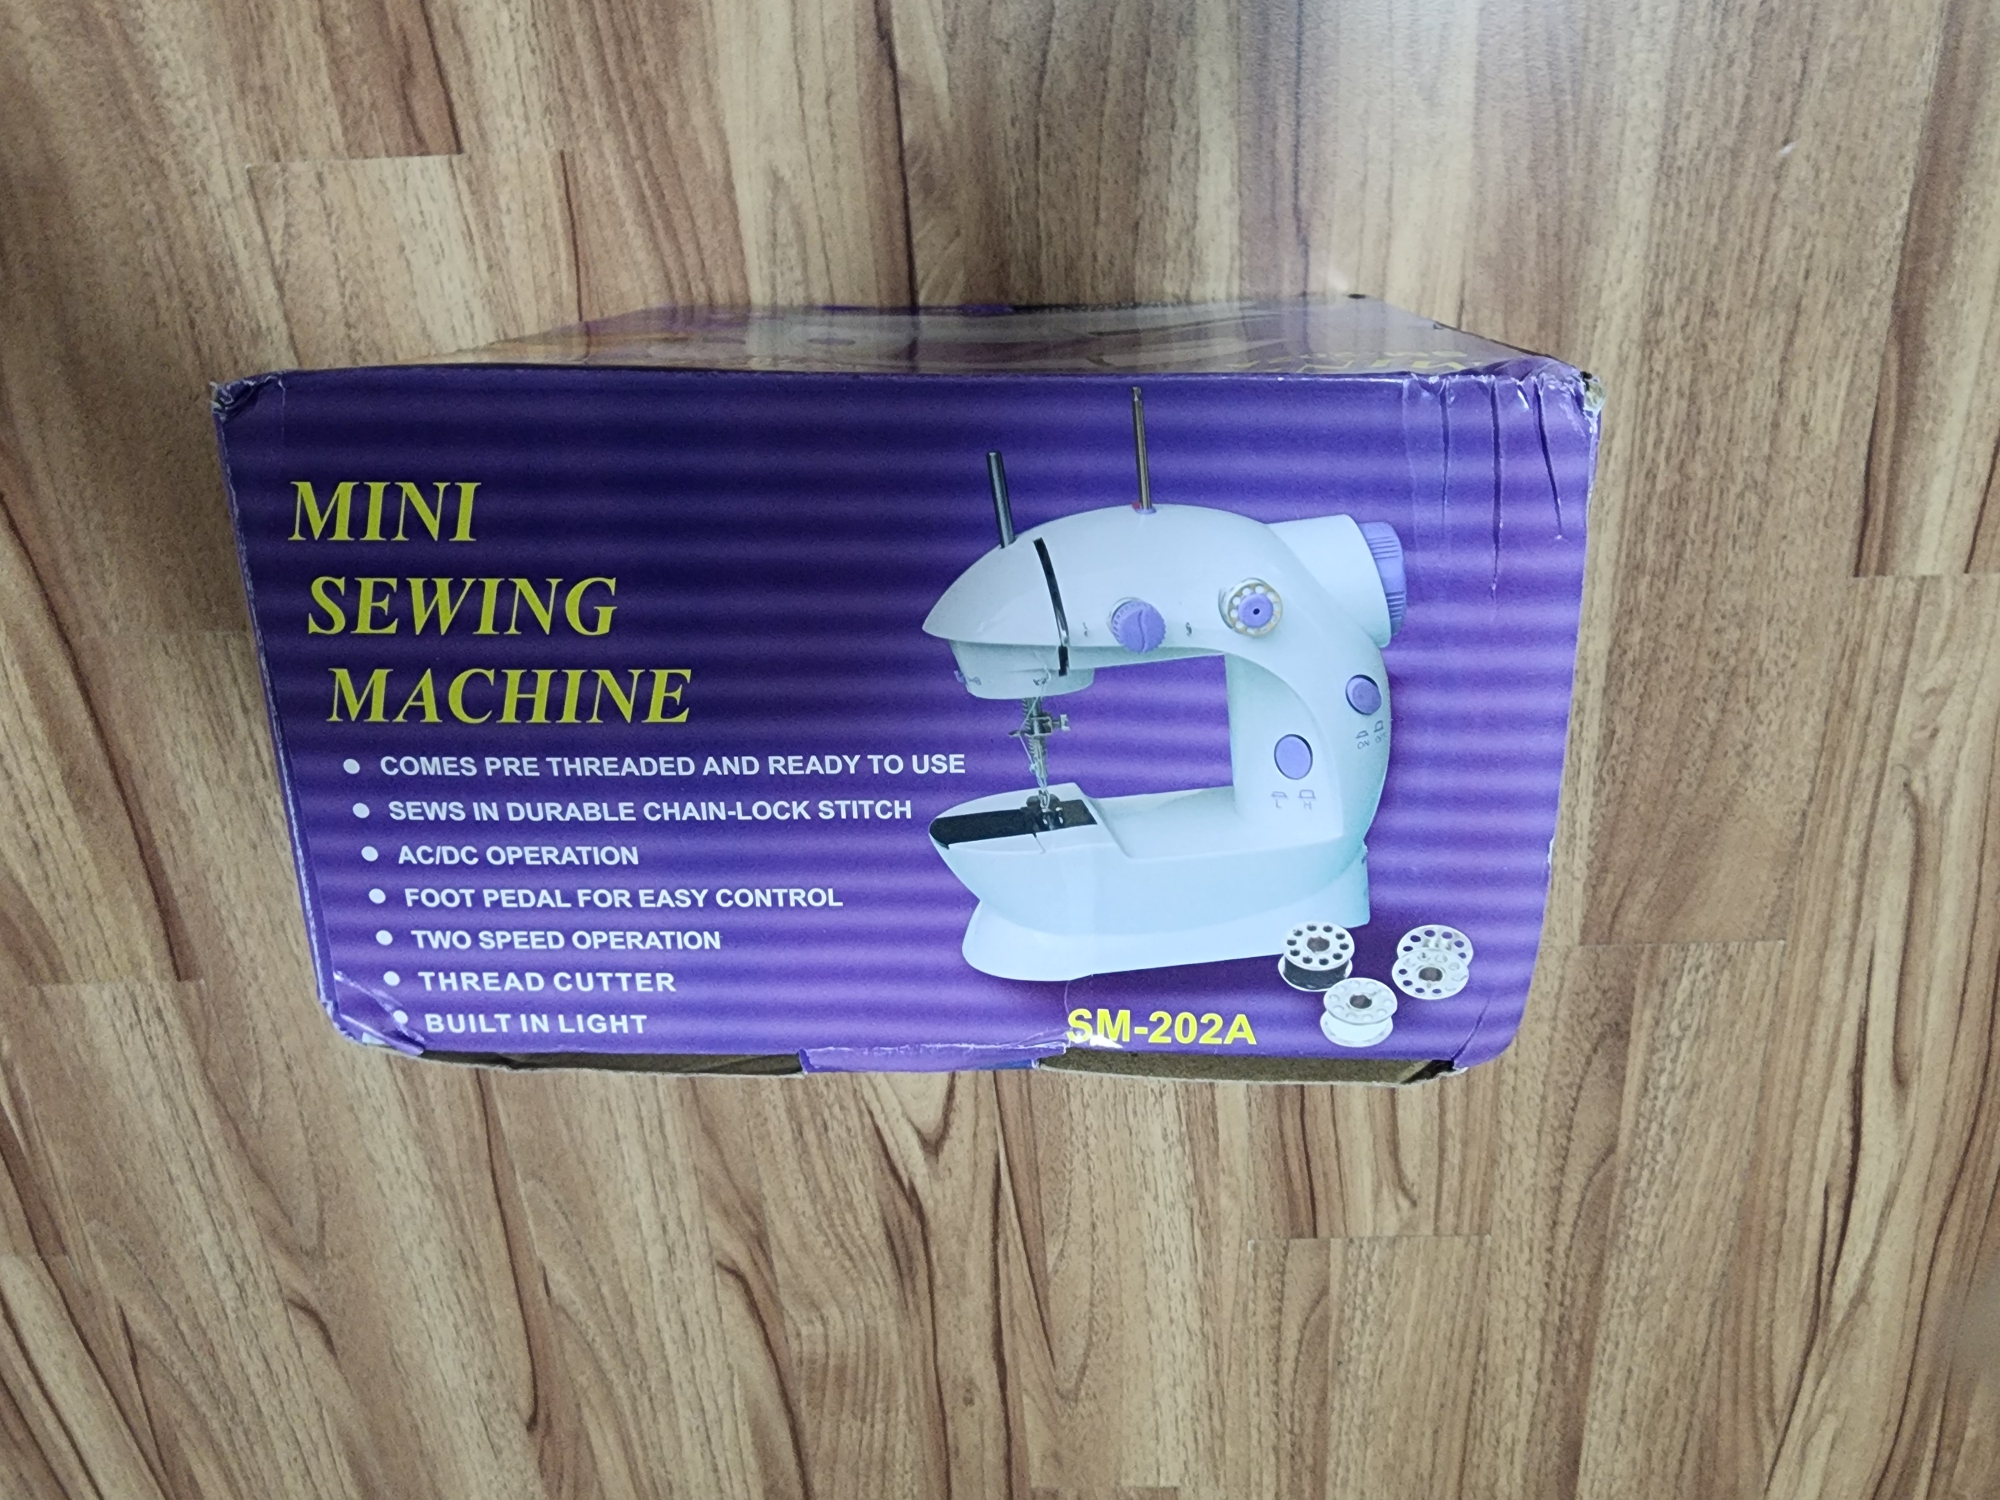 MINI
SEWING
MACHINE
COMES PRE THREADED AND READY TO USE
SEWS IN DURABLE CHAIN-LOCK STITCH
AC/DC OPERATION
FOOT PEDAL FOR EASY CONTROL
TWO SPEED OPERATION
THREAD CUTTER
BUILT IN LIGHT
L H
SM-202A